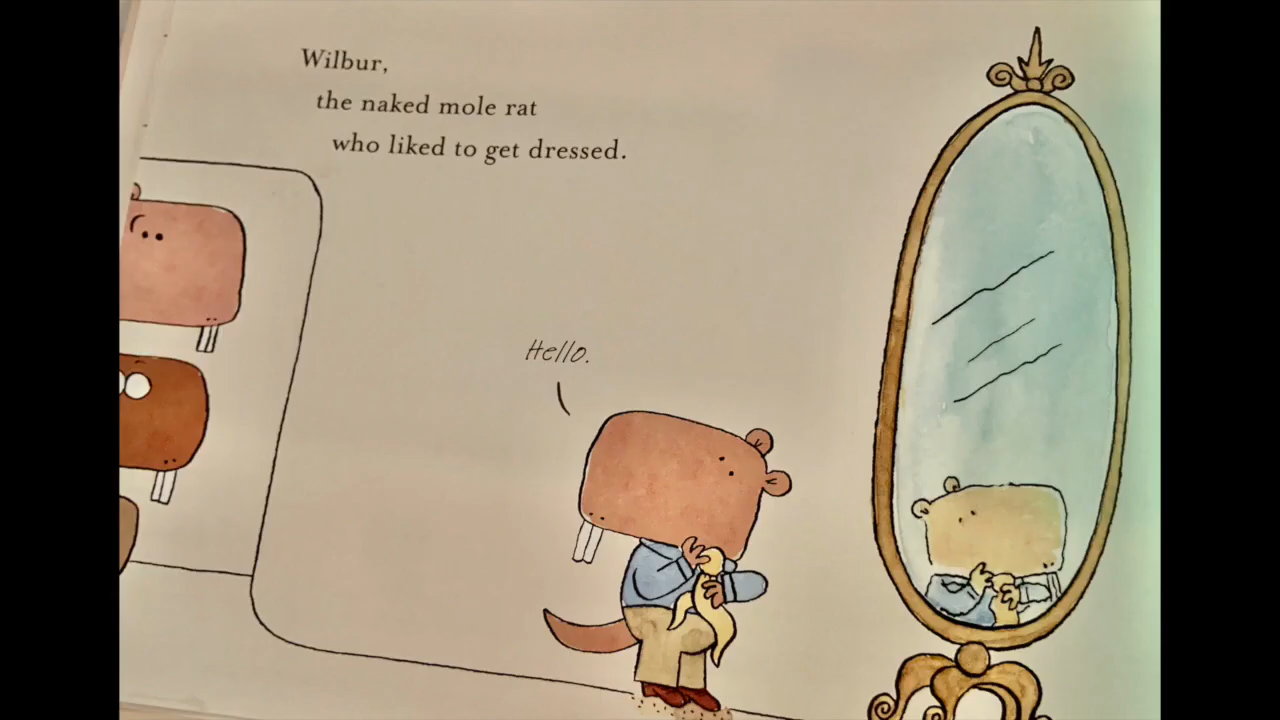 Wilbur,
the naked mole rat
who liked to get dressed.
Hello.